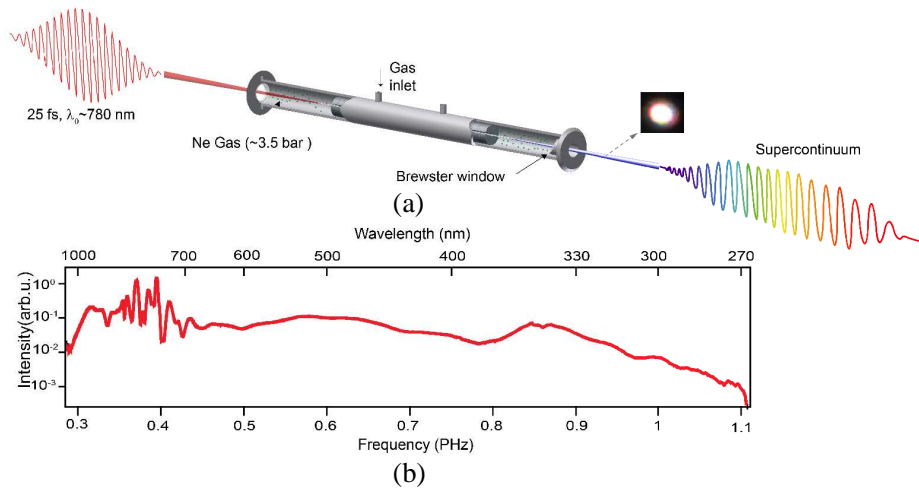 Gas
inlet
25 fs, λ₀~780 nm
Ne Gas (~3.5 bar )
Supercontinuum
Brewster window
(a)
Wavelength (nm)
1000 700 600 500 400 330 300 270
10⁰
10⁻¹
10⁻²
10⁻³
Intensity(arb.u.)
0.3 0.4 0.5 0.6 0.7 0.8 0.9 1 1.1
Frequency (PHz)
(b)